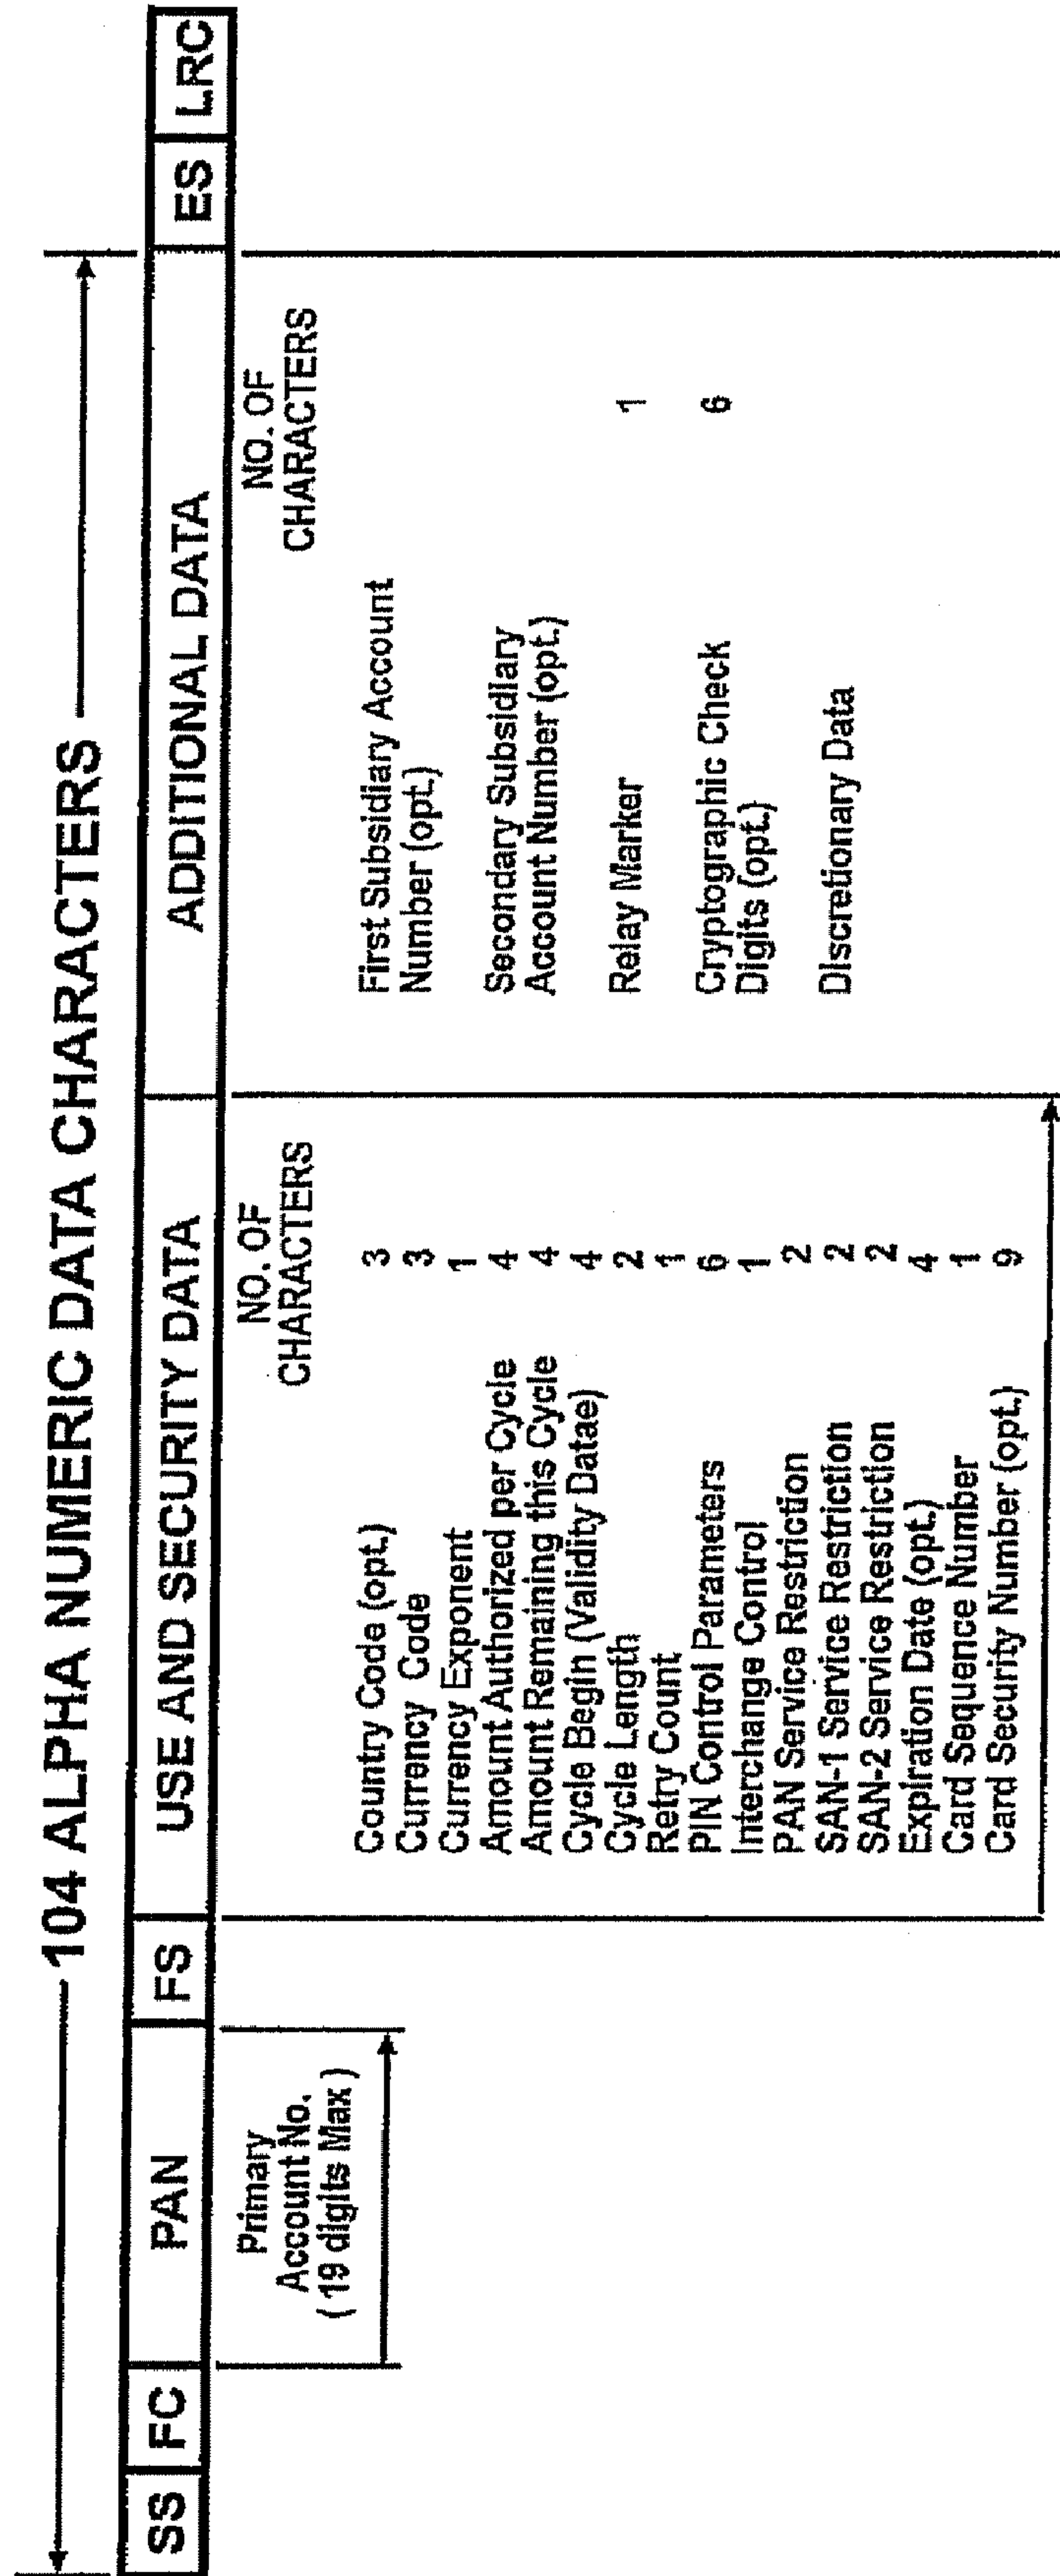 104 ALPHA NUMERIC DATA CHARACTERS
SS FC PAN FS USE AND SECURITY DATA ADDITIONAL DATA ES LRC
Primary
Account No.
(19 digits Max)
NO. OF
CHARACTERS
Country Code (opt.) 3
Currency Code 3
Currency Exponent 1
Amount Authorized per Cycle 4
Amount Remaining this Cycle 4
Cycle Begin (Validity Datae) 4
Cycle Length 2
Retry Count 1
PIN Control Parameters 6
Interchange Control 1
PAN Service Restriction 2
SAN-1 Service Restriction 2
SAN-2 Service Restriction 2
Expiration Date (opt.) 4
Card Sequence Number 1
Card Security Number (opt.) 9
NO. OF
CHARACTERS
First Subsidiary Account
Number (opt.)
Secondary Subsidiary
Account Number (opt.)
Relay Marker 1
Cryptographic Check 6
Digits (opt.)
Discretionary Data